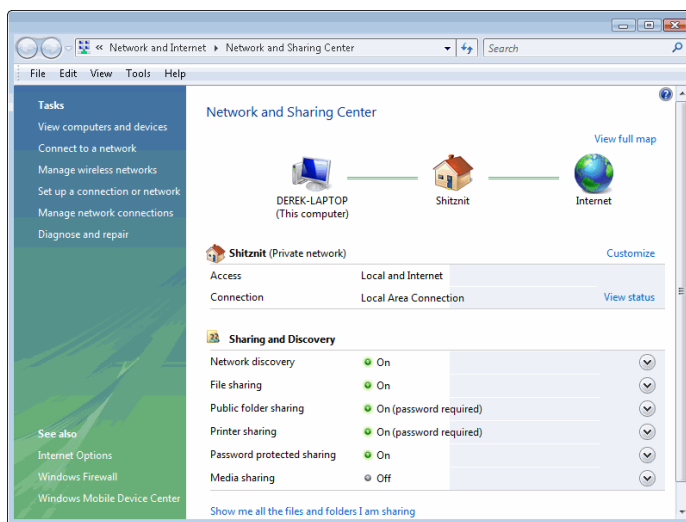 « Network and Internet ▸ Network and Sharing Center
Search
File Edit View Tools Help
Tasks
View computers and devices
Connect to a network
Manage wireless networks
Set up a connection or network
Manage network connections
Diagnose and repair
See also
Internet Options
Windows Firewall
Windows Mobile Device Center
Network and Sharing Center
View full map
DEREK-LAPTOP
(This computer)
Shitznit
Internet
Shitznit (Private network) Customize
Access Local and Internet
Connection Local Area Connection View status
Sharing and Discovery
Network discovery On
File sharing On
Public folder sharing On (password required)
Printer sharing On (password required)
Password protected sharing On
Media sharing Off
Show me all the files and folders I am sharing